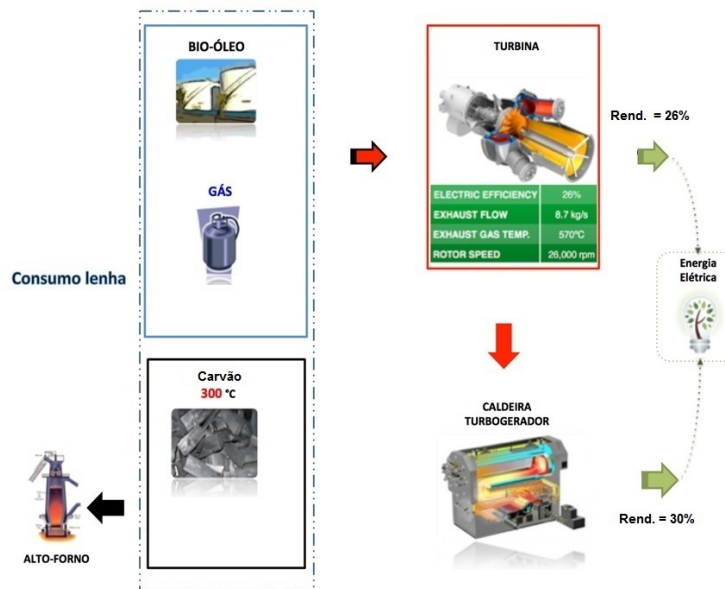 BIO-ÓLEO
GÁS
Consumo lenha
Carvão
300 °C
ALTO-FORNO
TURBINA
ELECTRIC EFFICIENCY 26%
EXHAUST FLOW 8.7 kg/s
EXHAUST GAS TEMP. 570°C
ROTOR SPEED 26,000 rpm
Rend. = 26%
Energia
Elétrica
CALDEIRA
TURBOGERADOR
Rend. = 30%